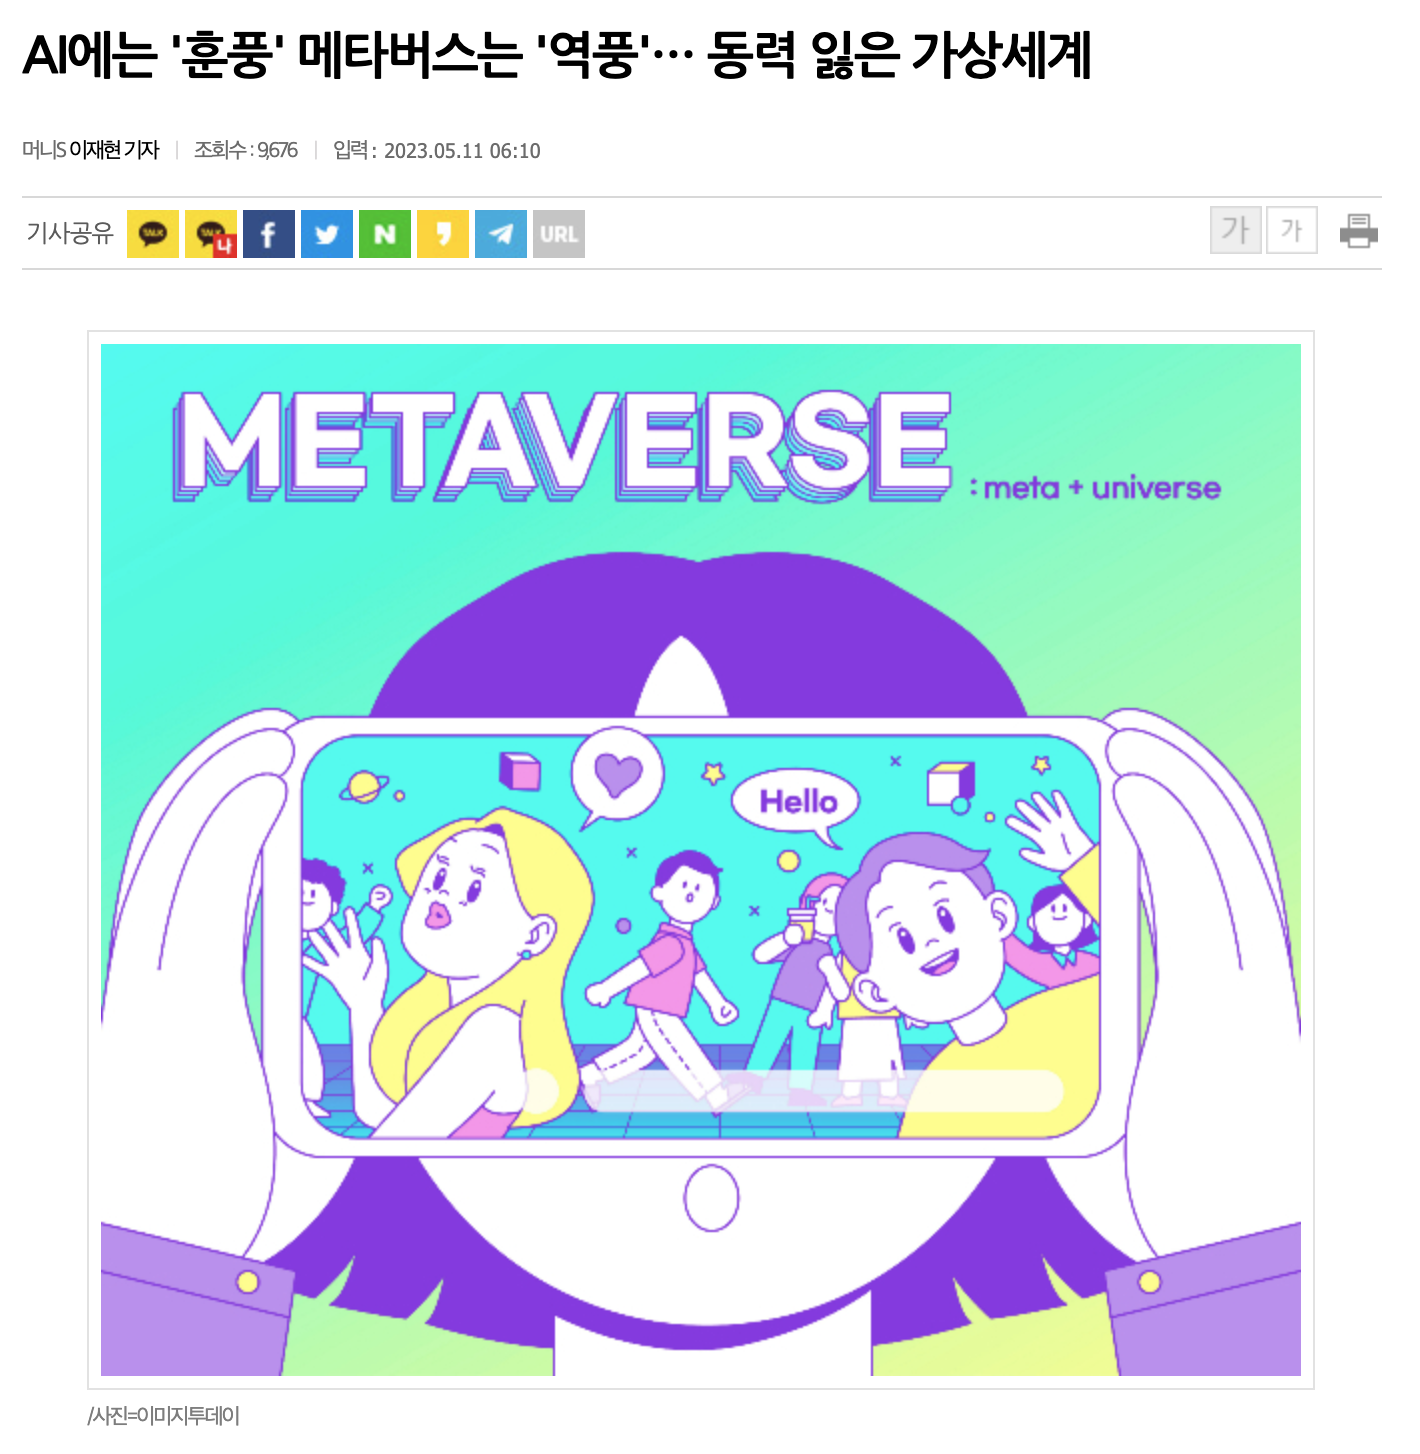 AI에는 '훈풍' 메타버스는 '역풍'… 동력 잃은 가상세계
머니S 이재현 기자 | 조회수 : 9,676 | 입력 : 2023.05.11 06:10
기사공유 TALK TALK 나 f N URL 가 가
METAVERSE : meta + universe
Hello
/사진=이미지투데이